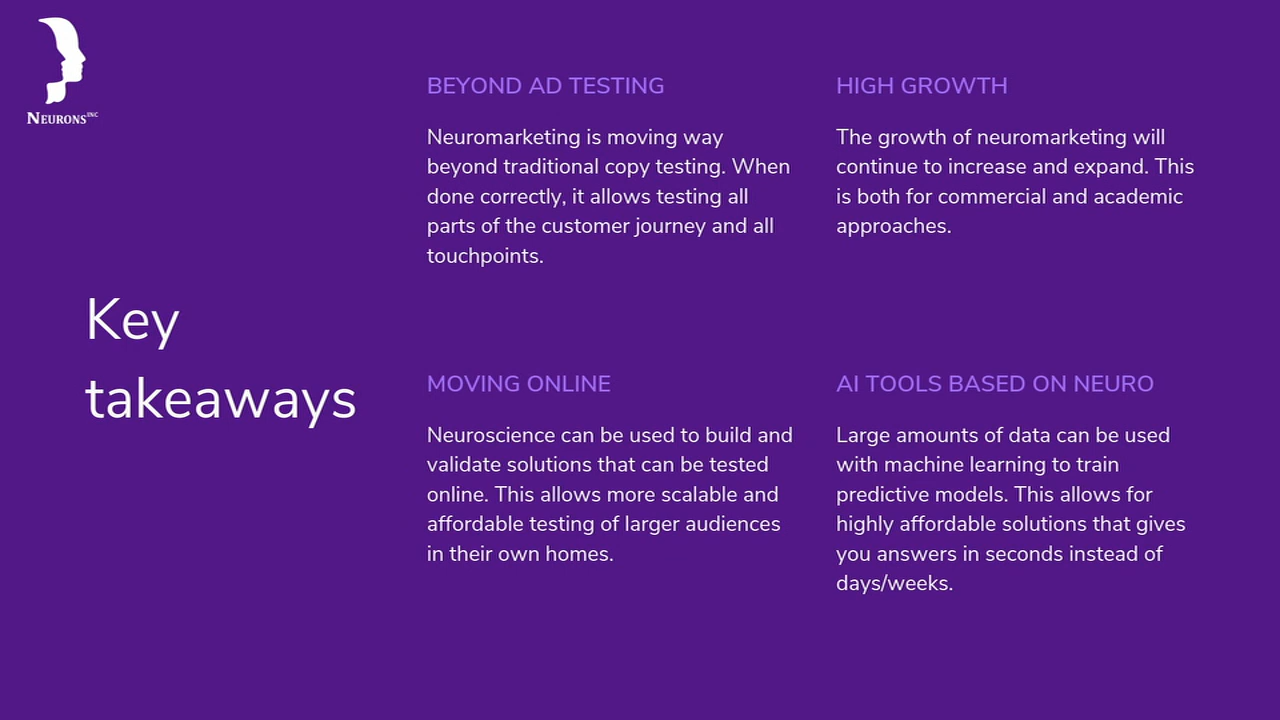 NEURONS INC
Key
takeaways
BEYOND AD TESTING
Neuromarketing is moving way
beyond traditional copy testing. When
done correctly, it allows testing all
parts of the customer journey and all
touchpoints.
HIGH GROWTH
The growth of neuromarketing will
continue to increase and expand. This
is both for commercial and academic
approaches.
MOVING ONLINE
Neuroscience can be used to build and
validate solutions that can be tested
online. This allows more scalable and
affordable testing of larger audiences
in their own homes.
AI TOOLS BASED ON NEURO
Large amounts of data can be used
with machine learning to train
predictive models. This allows for
highly affordable solutions that gives
you answers in seconds instead of
days/weeks.